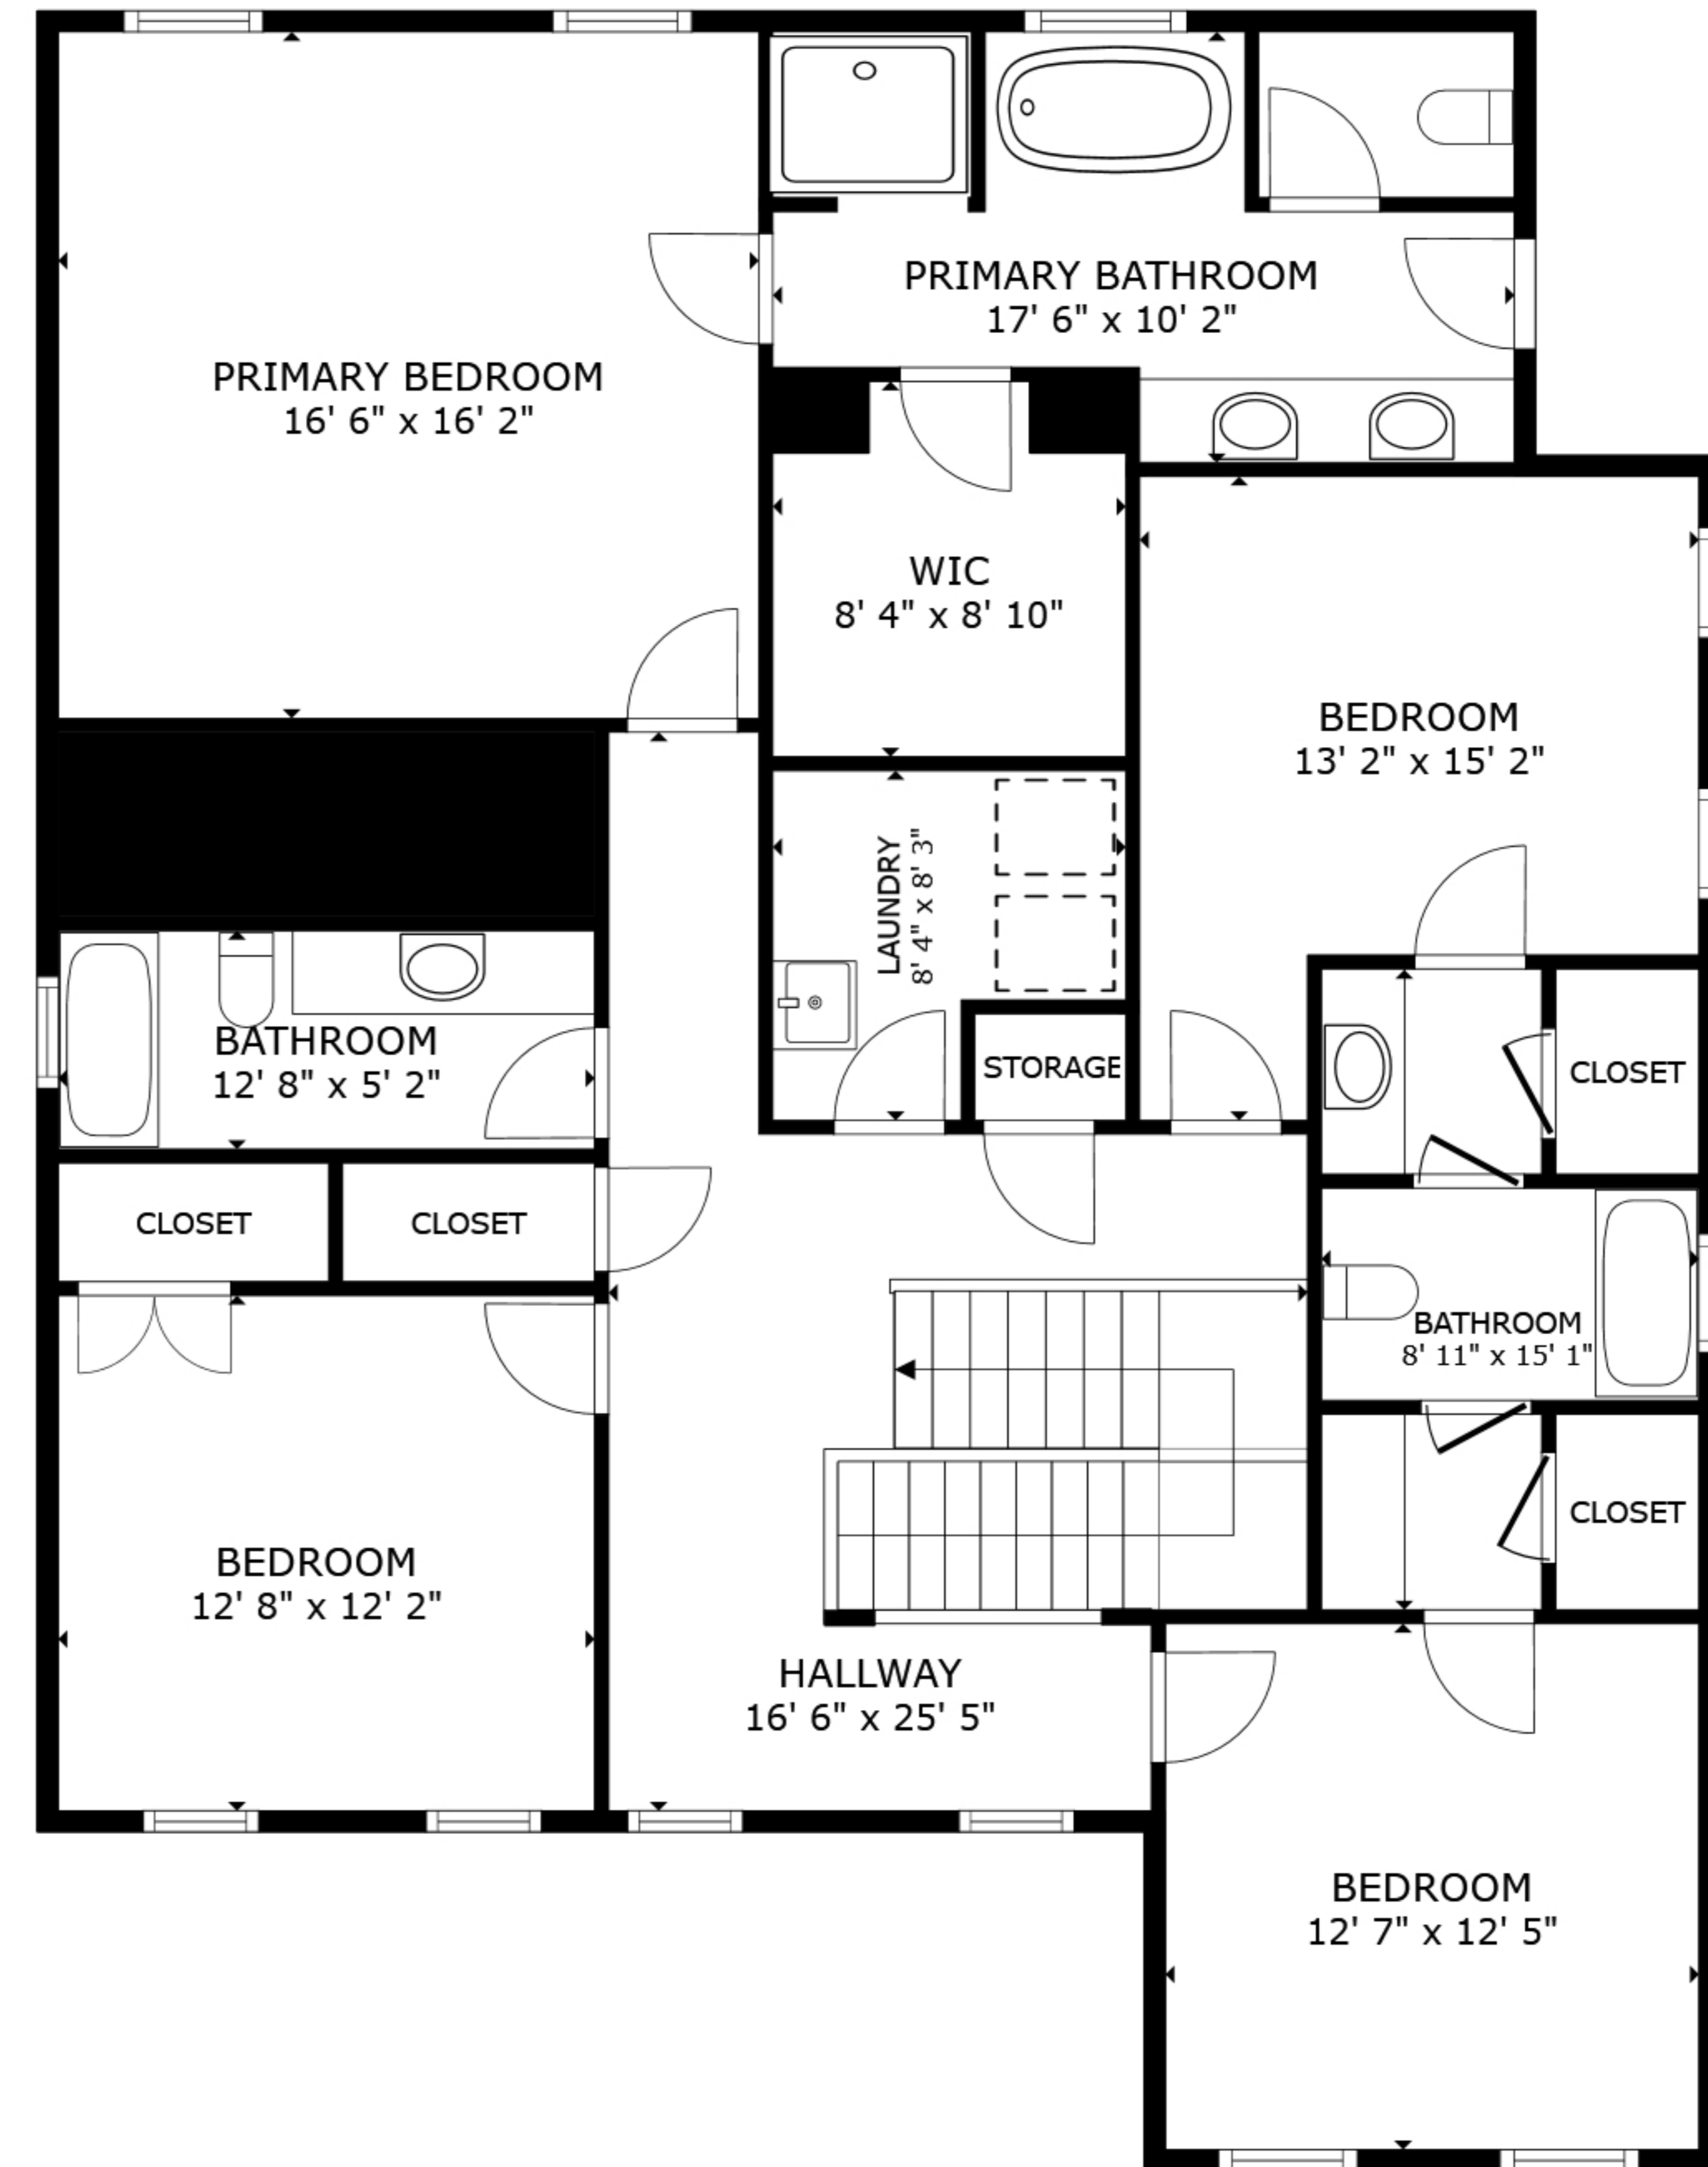 PRIMARY BATHROOM
17' 6" x 10' 2"
PRIMARY BEDROOM
16' 6" x 16' 2"
WIC
8' 4" x 8' 10"
BEDROOM
13' 2" x 15' 2"
LAUNDRY
8' 4" x 8' 3"
BATHROOM
12' 8" x 5' 2"
STORAGE
CLOSET
CLOSET
CLOSET
BATHROOM
8' 11" x 15' 1"
CLOSET
BEDROOM
12' 8" x 12' 2"
HALLWAY
16' 6" x 25' 5"
BEDROOM
12' 7" x 12' 5"